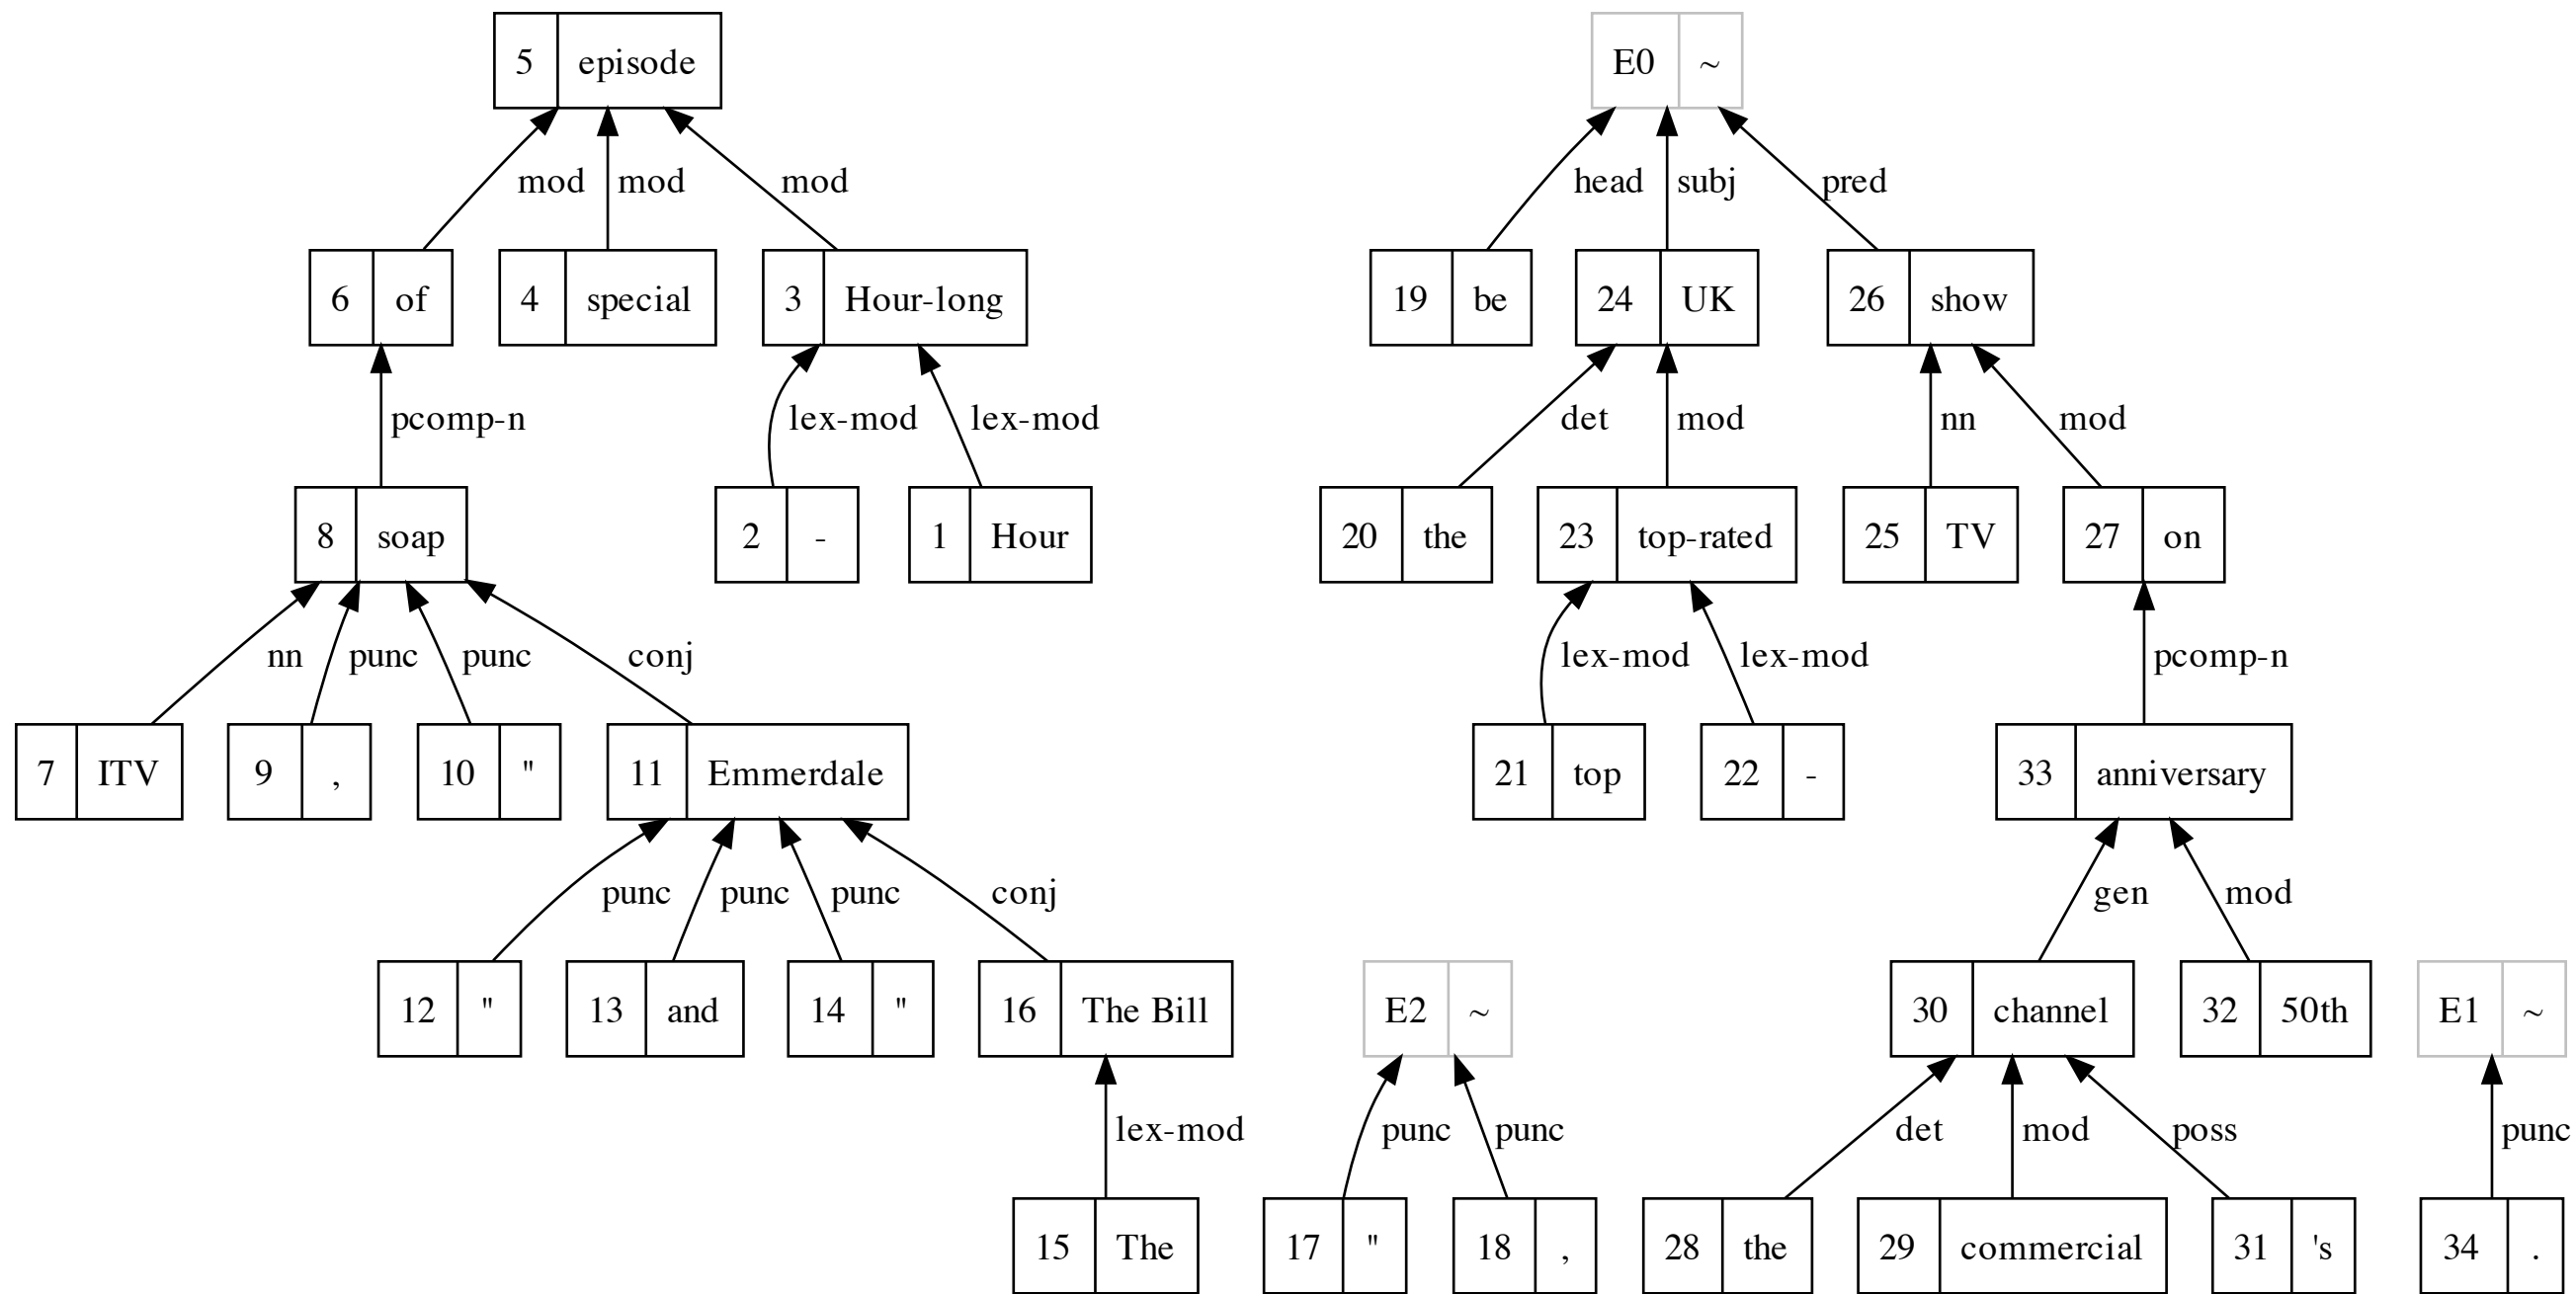 5 episode E0 ~
mod mod mod head subj pred
6 of 4 special 3 Hour-long 19 be 24 UK 26 show
pcomp-n lex-mod lex-mod det mod nn mod
8 soap 2 - 1 Hour 20 the 23 top-rated 25 TV 27 on
nn punc punc conj lex-mod lex-mod pcomp-n
7 ITV 9 , 10 " 11 Emmerdale 21 top 22 - 33 anniversary
punc punc punc conj gen mod
12 " 13 and 14 " 16 The Bill E2 ~ 30 channel 32 50th E1 ~
lex-mod punc punc det mod poss punc
15 The 17 " 18 , 28 the 29 commercial 31 's 34 .